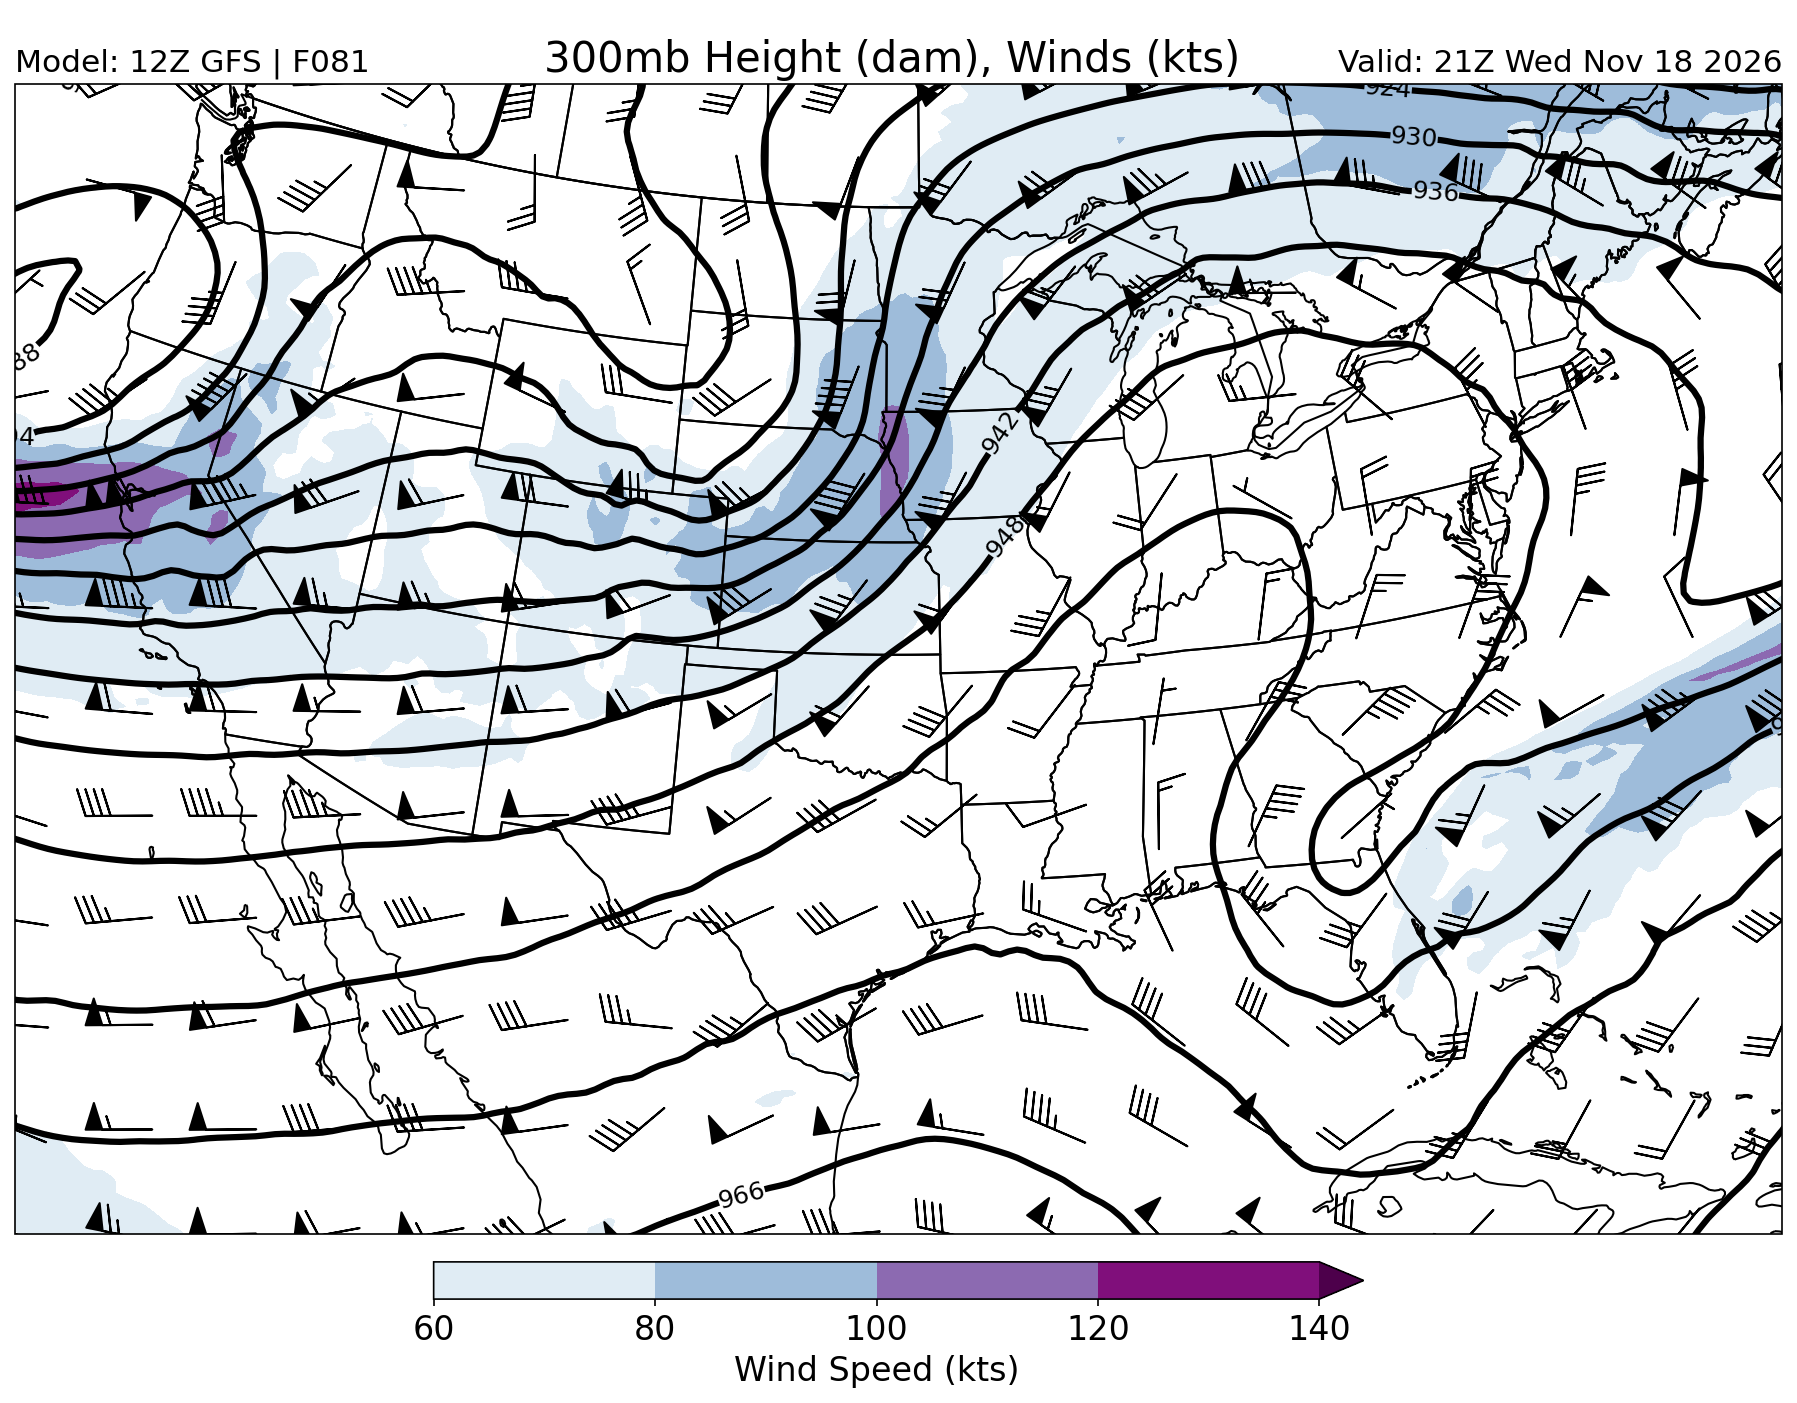 Model: 12Z GFS | F081
300mb Height (dam), Winds (kts)
Valid: 21Z Wed Nov 18 2026
924
930
936
942
948
966
60 80 100 120 140
Wind Speed (kts)